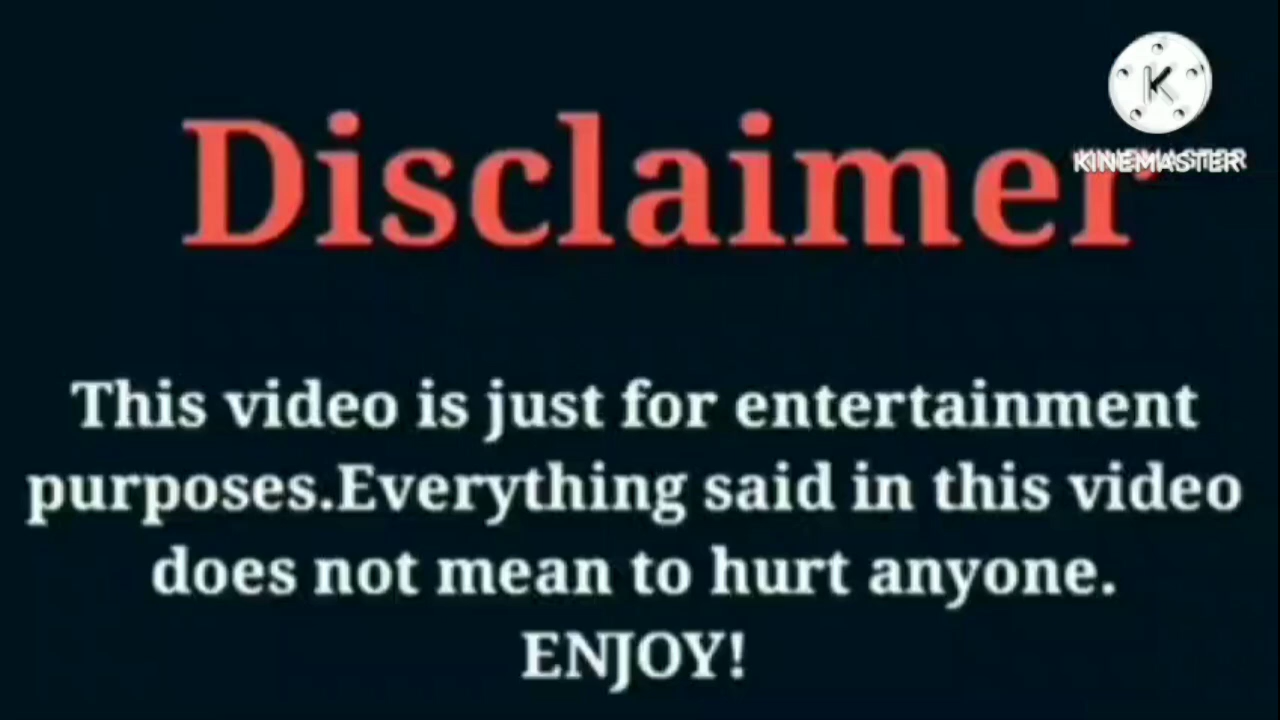 K
KINEMASTER
Disclaimer
This video is just for entertainment
purposes.Everything said in this video
does not mean to hurt anyone.
ENJOY!